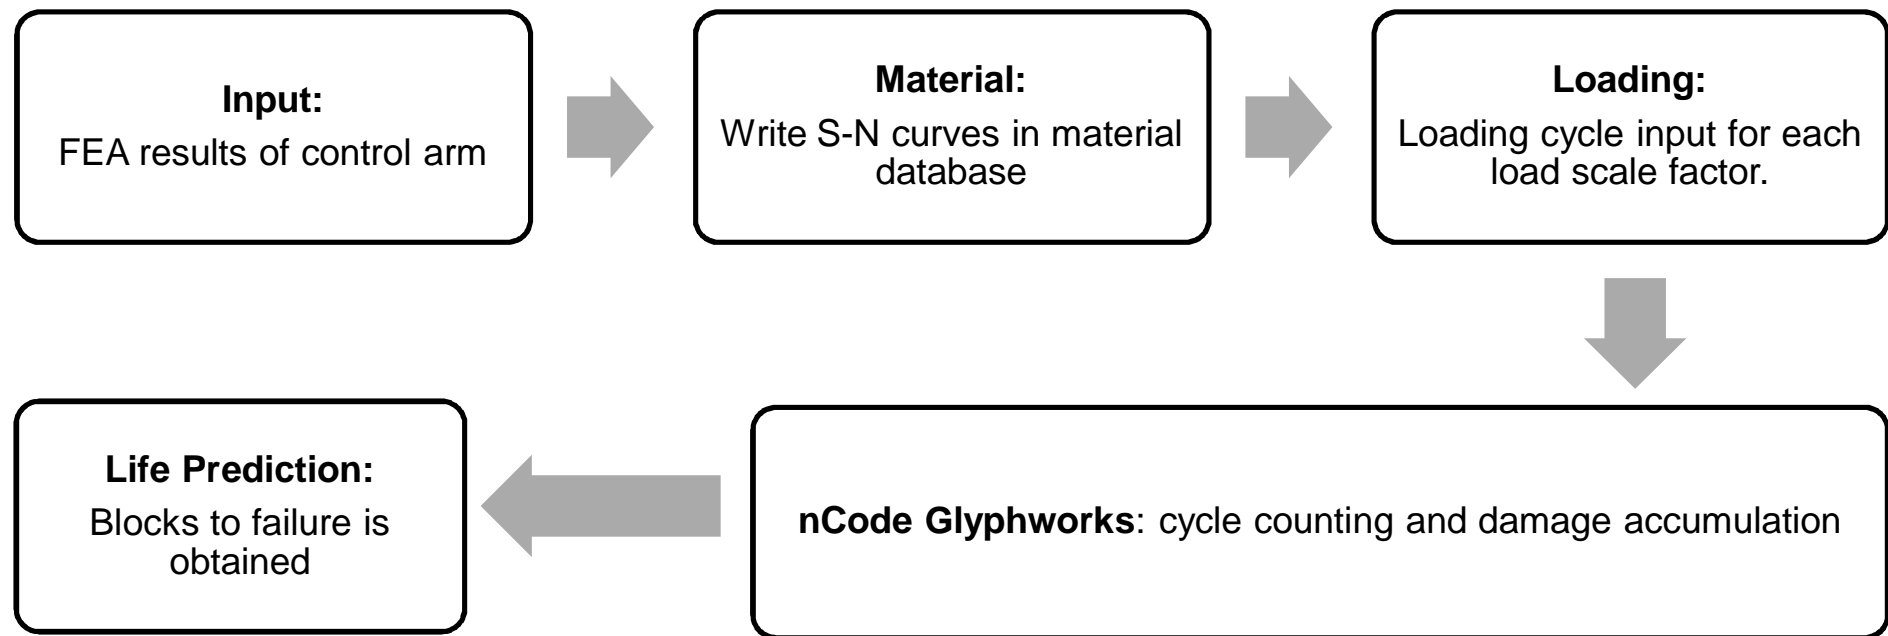 Input:
FEA results of control arm
Material:
Write S-N curves in material
database
Loading:
Loading cycle input for each
load scale factor.
Life Prediction:
Blocks to failure is
obtained
nCode Glyphworks: cycle counting and damage accumulation